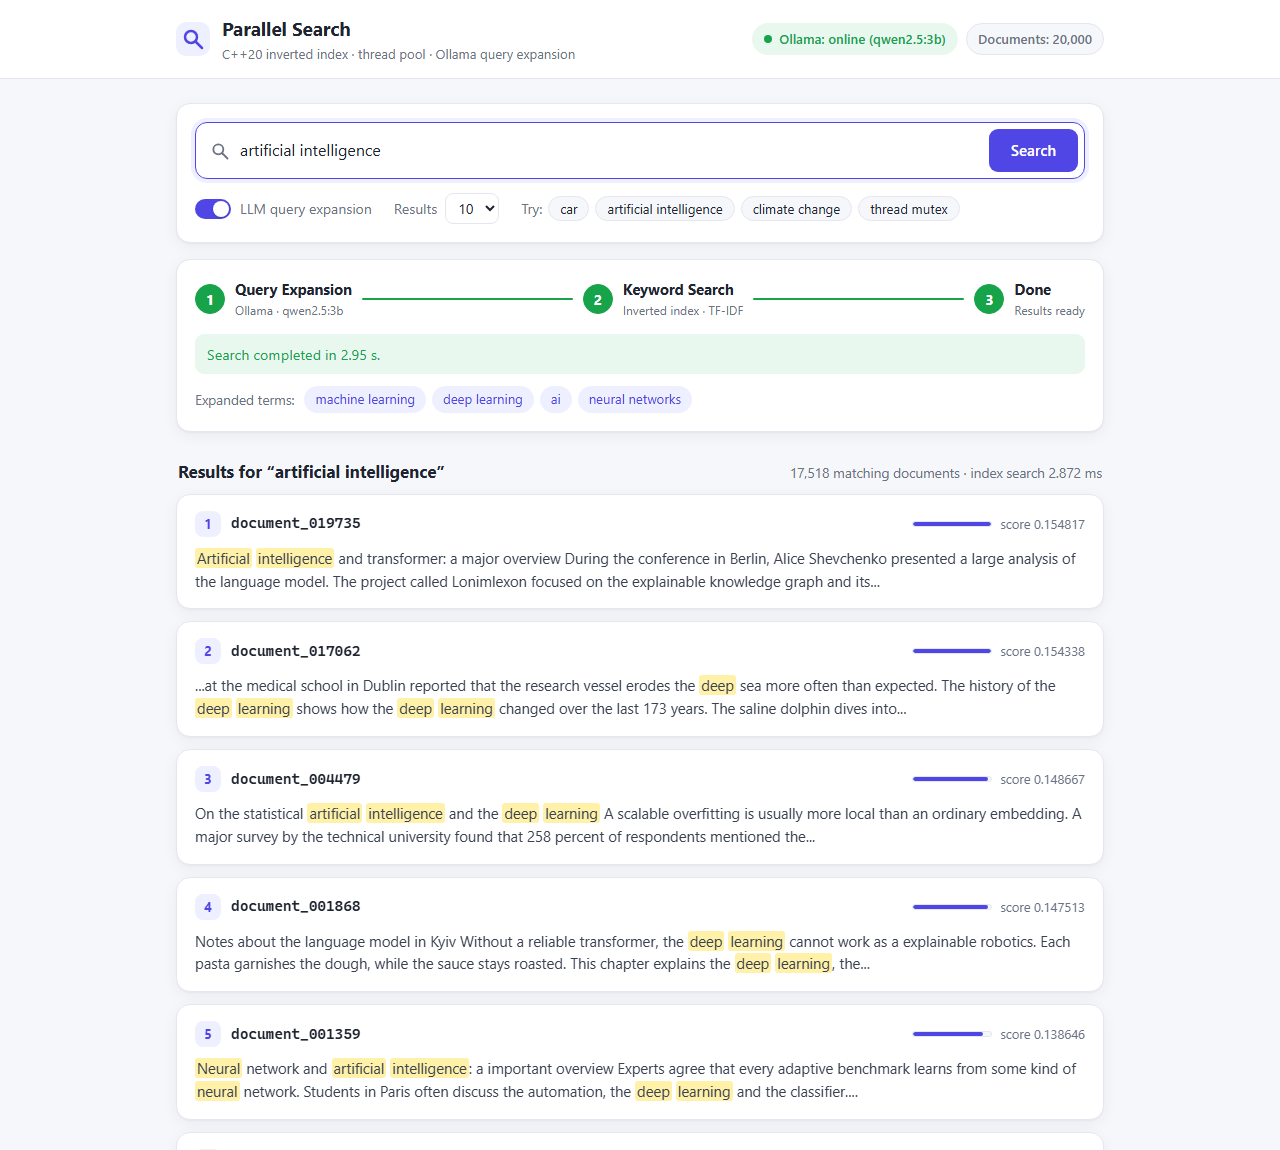 Parallel Search
C++20 inverted index · thread pool · Ollama query expansion
Ollama: online (qwen2.5:3b)
Documents: 20,000
artificial intelligence
Search
LLM query expansion
Results
10
Try:
car
artificial intelligence
climate change
thread mutex
1
Query Expansion
Ollama · qwen2.5:3b
2
Keyword Search
Inverted index · TF-IDF
3
Done
Results ready
Search completed in 2.95 s.
Expanded terms:
machine learning
deep learning
ai
neural networks
Results for “artificial intelligence”
17,518 matching documents · index search 2.872 ms
1
document_019735
score 0.154817
Artificial intelligence and transformer: a major overview During the conference in Berlin, Alice Shevchenko presented a large analysis of
the language model. The project called Lonimlexon focused on the explainable knowledge graph and its...
2
document_017062
score 0.154338
...at the medical school in Dublin reported that the research vessel erodes the deep sea more often than expected. The history of the
deep learning shows how the deep learning changed over the last 173 years. The saline dolphin dives into...
3
document_004479
score 0.148667
On the statistical artificial intelligence and the deep learning A scalable overfitting is usually more local than an ordinary embedding. A
major survey by the technical university found that 258 percent of respondents mentioned the...
4
document_001868
score 0.147513
Notes about the language model in Kyiv Without a reliable transformer, the deep learning cannot work as a explainable robotics. Each
pasta garnishes the dough, while the sauce stays roasted. This chapter explains the deep learning, the...
5
document_001359
score 0.138646
Neural network and artificial intelligence: a important overview Experts agree that every adaptive benchmark learns from some kind of
neural network. Students in Paris often discuss the automation, the deep learning and the classifier....